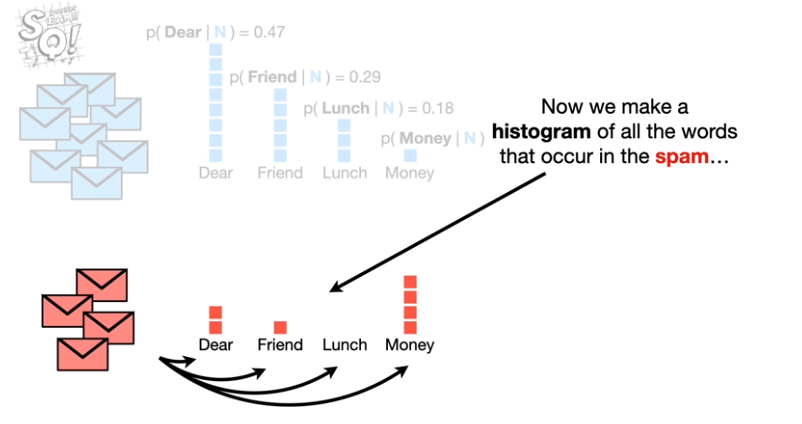 p( Dear | N ) = 0.47
p( Friend | N ) = 0.29
p( Lunch | N ) = 0.18
p( Money | N )
Dear Friend Lunch Money
Now we make a
histogram of all the words
that occur in the spam...
Dear Friend Lunch Money